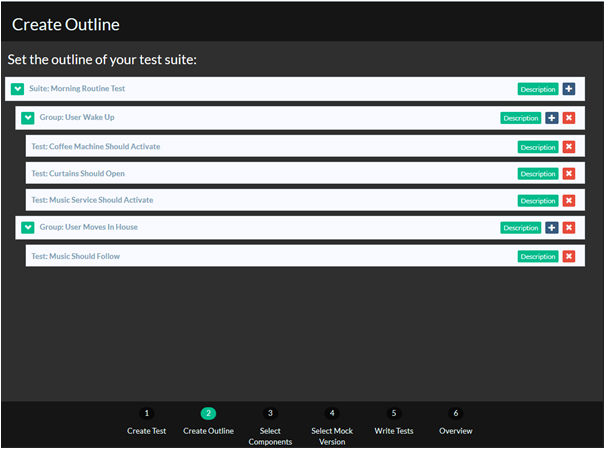 Create Outline
Set the outline of your test suite:
Suite: Morning Routine Test Description
Group: User Wake Up Description
Test: Coffee Machine Should Activate Description
Test: Curtains Should Open Description
Test: Music Service Should Activate Description
Group: User Moves In House Description
Test: Music Should Follow Description
1 2 3 4 5 6
Create Test Create Outline Select Select Mock Write Tests Overview
Components Version